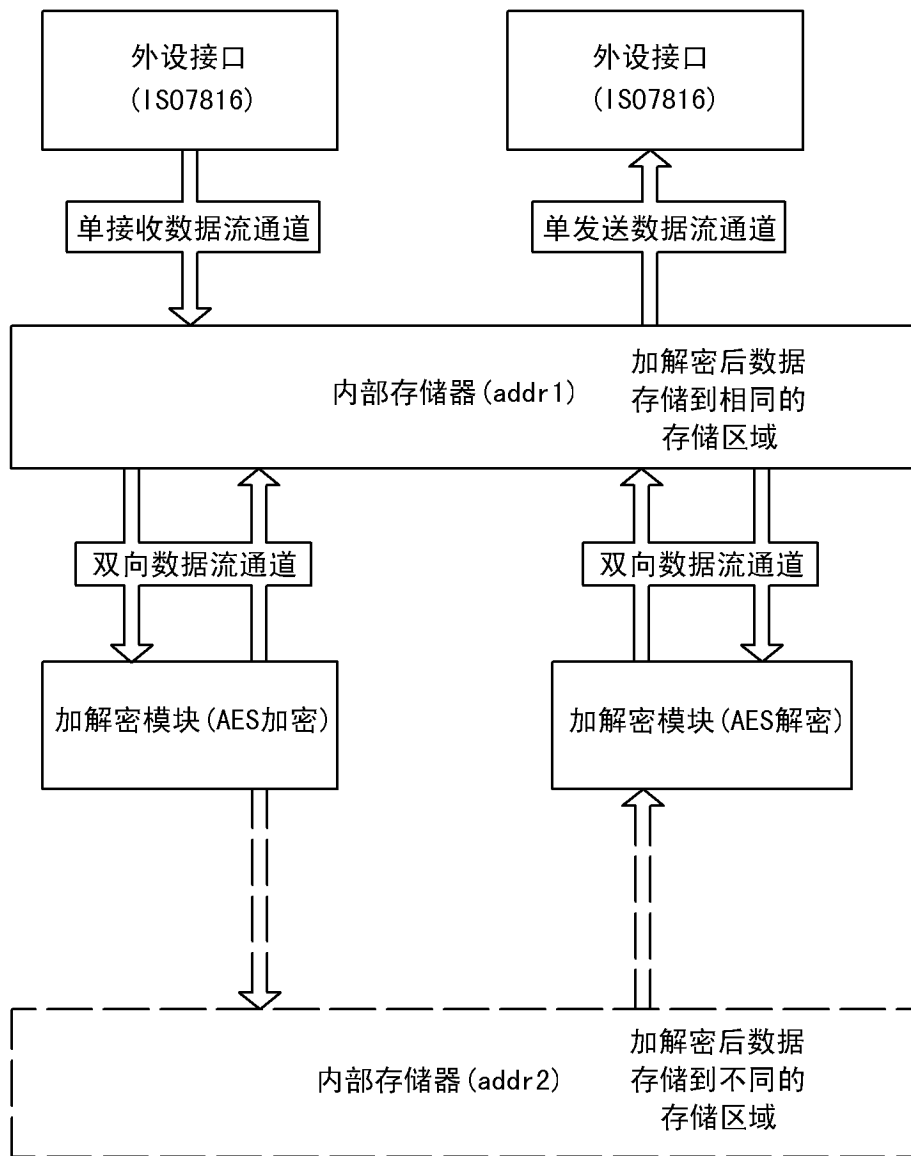 外设接口
(ISO7816)
外设接口
(ISO7816)
单接收数据流通道
单发送数据流通道
内部存储器(addr1)
加解密后数据
存储到相同的
存储区域
双向数据流通道
双向数据流通道
加解密模块(AES加密)
加解密模块(AES解密)
内部存储器(addr2)
加解密后数据
存储到不同的
存储区域